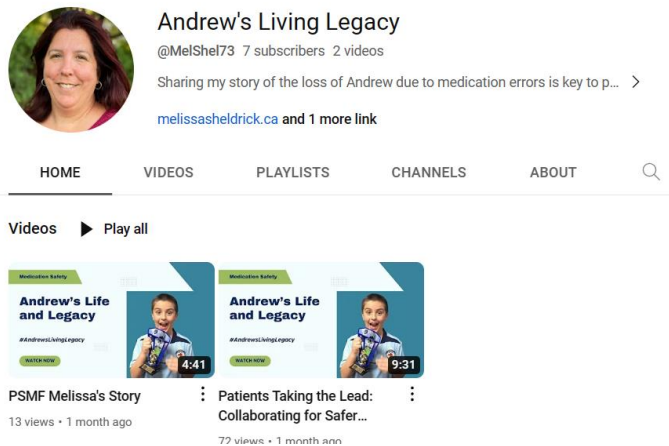 Andrew's Living Legacy
@MelShel73 7 subscribers 2 videos
Sharing my story of the loss of Andrew due to medication errors is key to p...
melissasheldrick.ca and 1 more link
HOME VIDEOS PLAYLISTS CHANNELS ABOUT
Videos Play all
Medication Safety
Andrew's Life
and Legacy
#AndrewsLivingLegacy
WATCH NOW
4:41
Medication Safety
Andrew's Life
and Legacy
#AndrewsLivingLegacy
WATCH NOW
9:31
PSMF Melissa's Story
13 views • 1 month ago
Patients Taking the Lead:
Collaborating for Safer...
72 views • 1 month ago